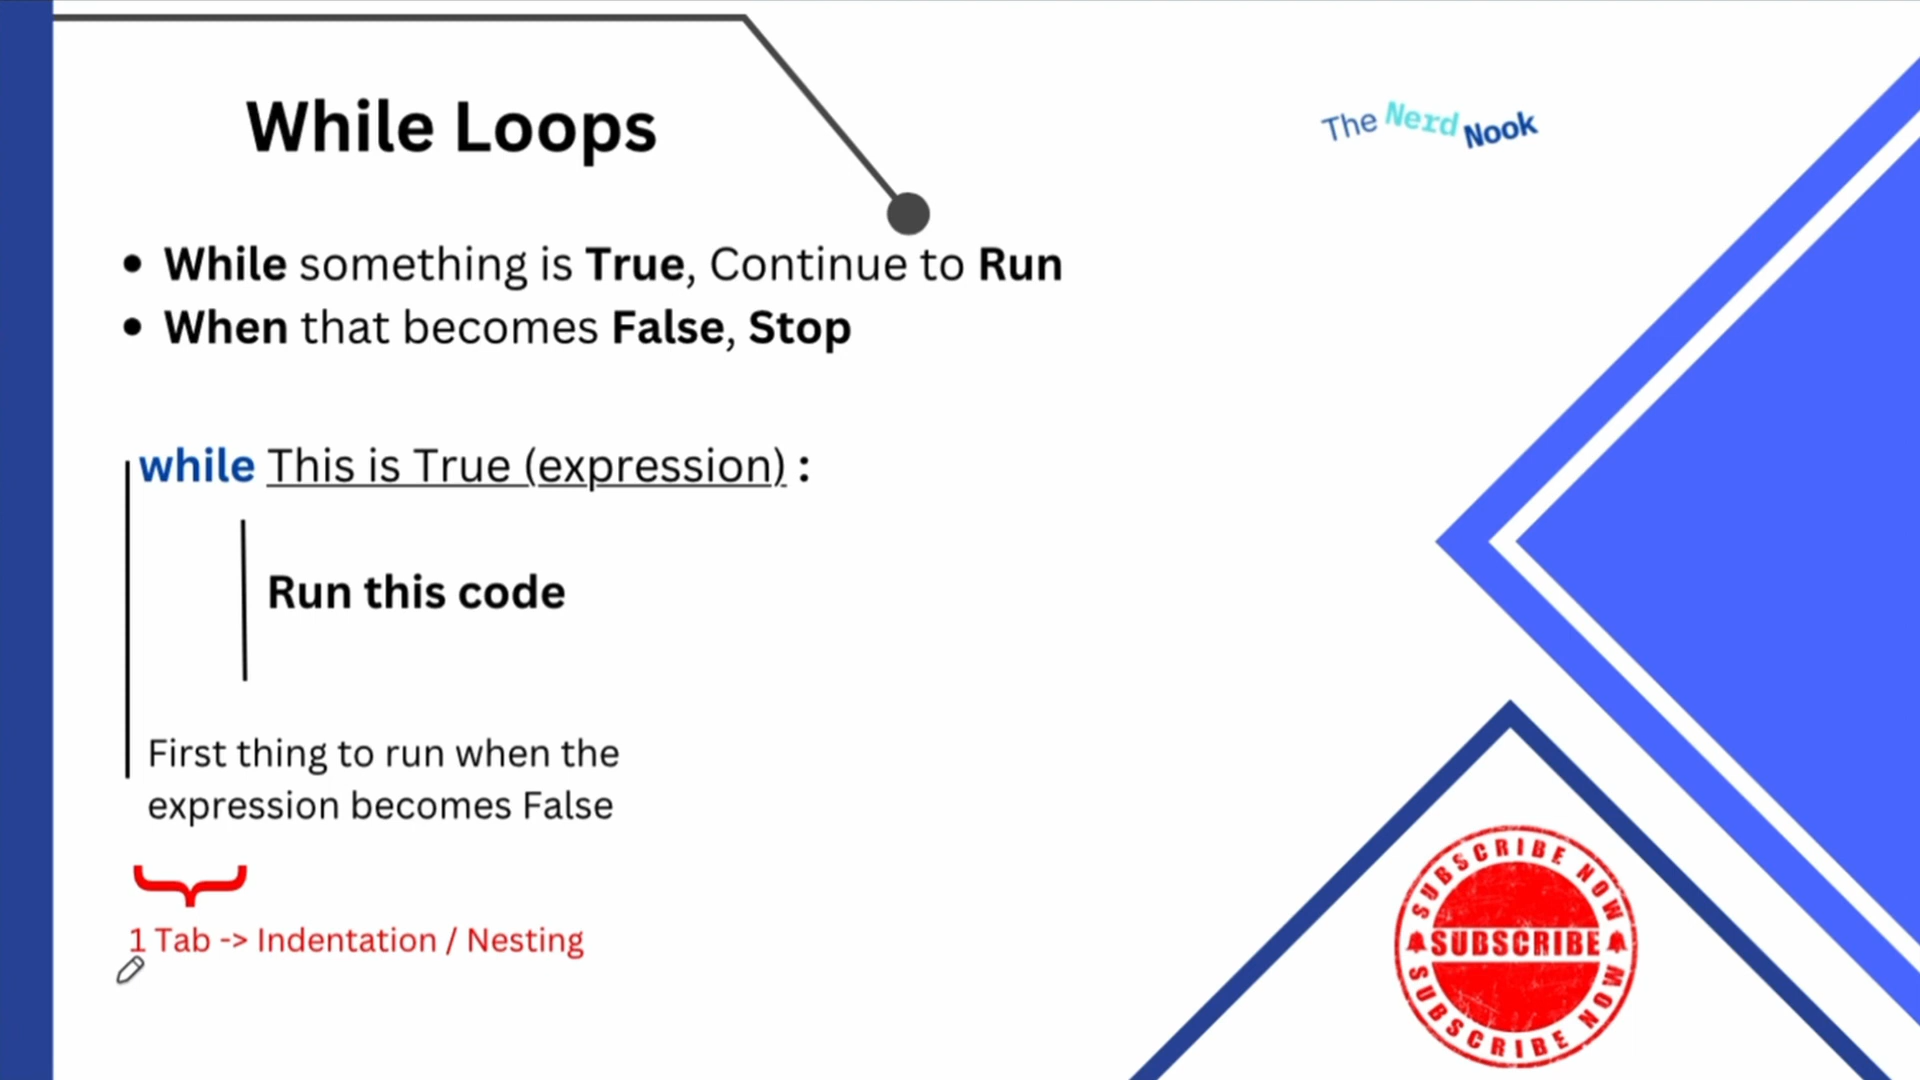 While Loops
The Nerd Nook
• While something is True, Continue to Run
• When that becomes False, Stop
while This is True (expression) :
Run this code
First thing to run when the
expression becomes False
1 Tab -> Indentation / Nesting
SUBSCRIBE NOW
SUBSCRIBE
SUBSCRIBE NOW